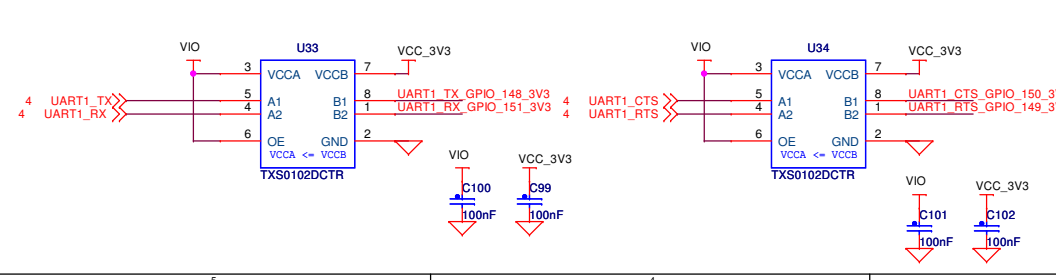 VIO
U33
VCC_3V3
3
VCCA
VCCB
7
4
UART1_TX
5
A1
B1
8
UART1_TX_GPIO_148_3V3
4
UART1_RX
4
A2
B2
1
UART1_RX_GPIO_151_3V3
6
OE
GND
2
VCCA <= VCCB
TXS0102DCTR
VIO
C100
100nF
VCC_3V3
C99
100nF
VIO
U34
VCC_3V3
3
VCCA
VCCB
7
4
UART1_CTS
5
A1
B1
8
UART1_CTS_GPIO_150_3
4
UART1_RTS
4
A2
B2
1
UART1_RTS_GPIO_149_3
6
OE
GND
2
VCCA <= VCCB
TXS0102DCTR
VIO
C101
100nF
VCC_3V3
C102
100nF